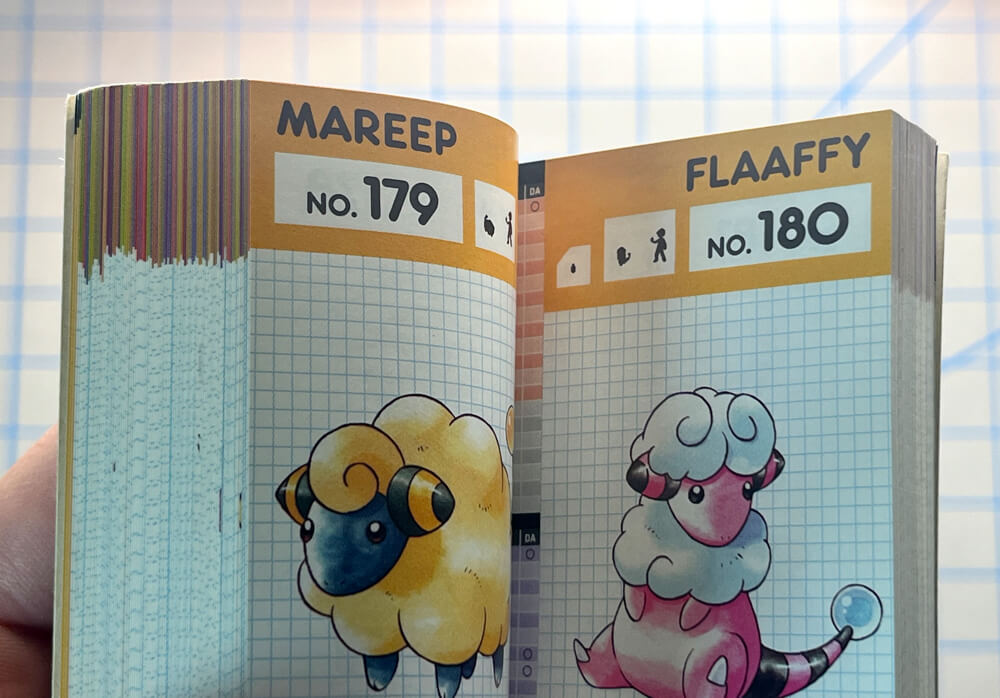 MAREEP
NO. 179
FLAAFFY
NO. 180
DA
DA